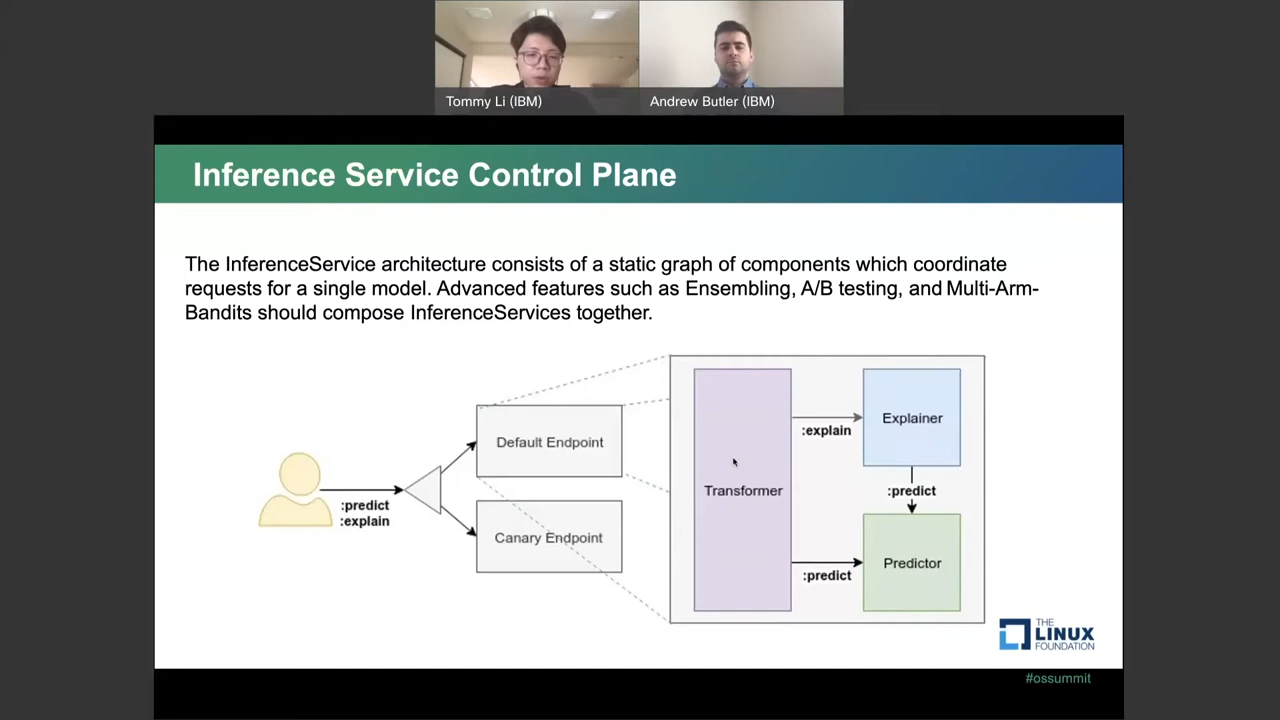 Tommy Li (IBM)
Andrew Butler (IBM)
Inference Service Control Plane
The InferenceService architecture consists of a static graph of components which coordinate
requests for a single model. Advanced features such as Ensembling, A/B testing, and Multi-Arm-
Bandits should compose InferenceServices together.
:predict
:explain
Default Endpoint
Canary Endpoint
Transformer
:explain
Explainer
:predict
:predict
Predictor
THE
LINUX
FOUNDATION
#ossummit